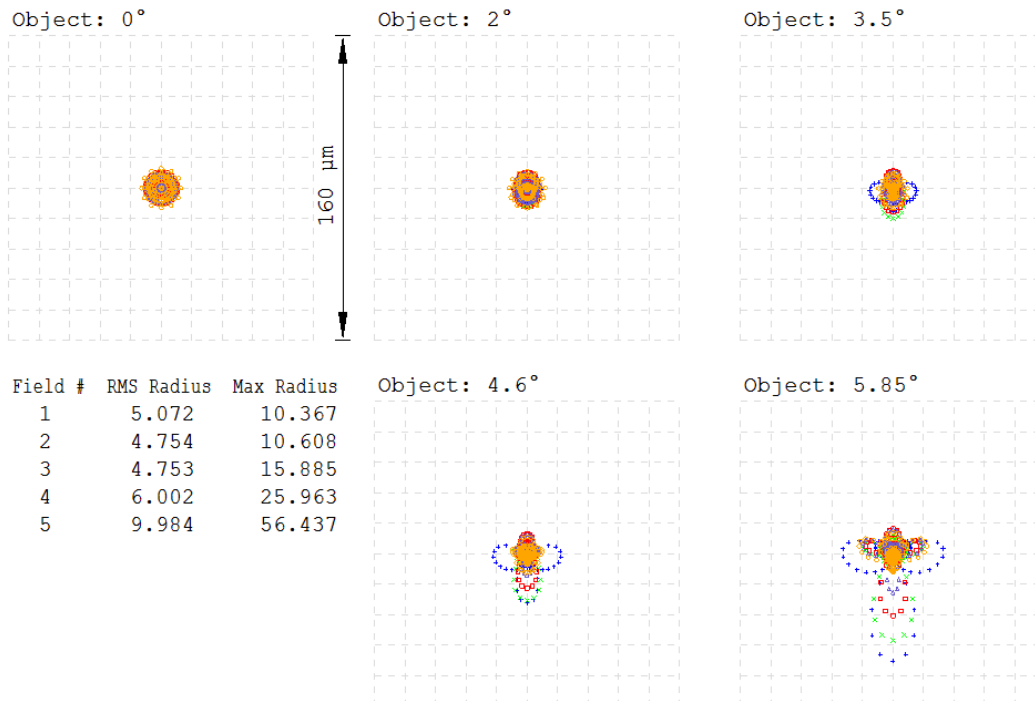 Object: 0°
Object: 2°
Object: 3.5°
160 µm
Field # RMS Radius Max Radius
1 5.072 10.367
2 4.754 10.608
3 4.753 15.885
4 6.002 25.963
5 9.984 56.437
Object: 4.6°
Object: 5.85°